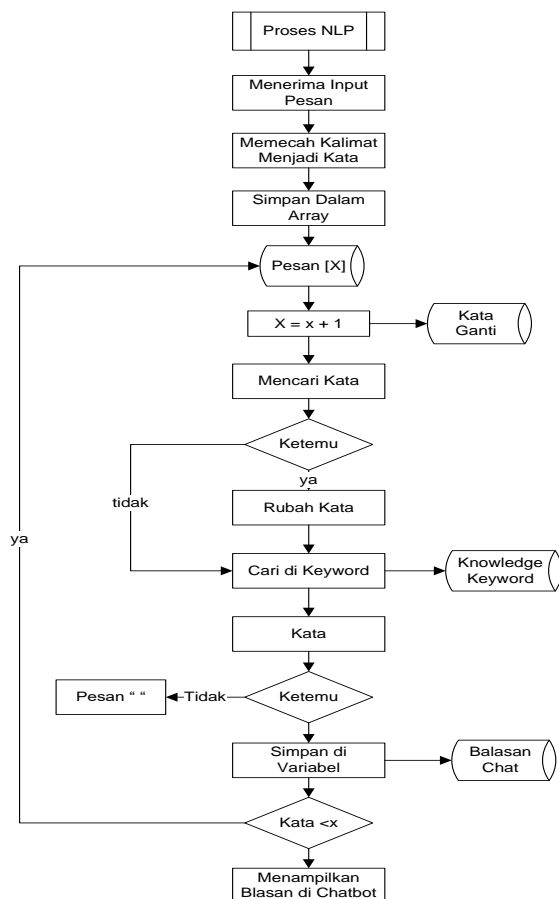 Proses NLP
Menerima Input
Pesan
Memecah Kalimat
Menjadi Kata
Simpan Dalam
Array
Pesan [X]
X = x + 1
Kata
Ganti
Mencari Kata
Ketemu
ya
tidak
ya
Rubah Kata
Cari di Keyword
Knowledge
Keyword
Kata
Ketemu
Tidak
Pesan “ “
Simpan di
Variabel
Balasan
Chat
Kata <x
Menampilkan
Blasan di Chatbot